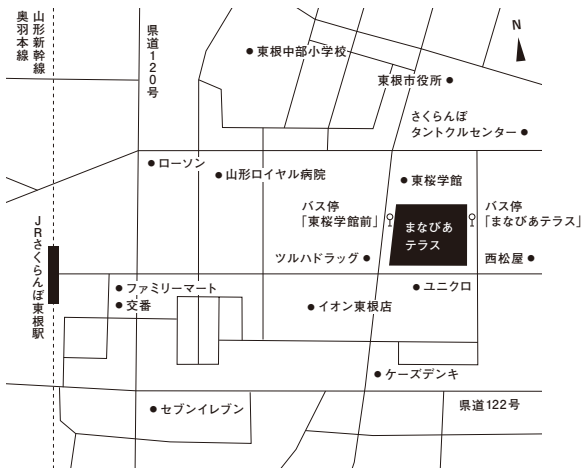 山形新幹線
奥羽本線
県道120号
N
東根中部小学校
東根市役所
さくらんぼ
タントクルセンター
ローソン
山形ロイヤル病院
東桜学館
バス停
「東桜学館前」
まなびあ
テラス
バス停
「まなびあテラス」
JRさくらんぼ東根駅
ツルハドラッグ
西松屋
ファミリーマート
交番
ユニクロ
イオン東根店
ケーズデンキ
セブンイレブン
県道122号